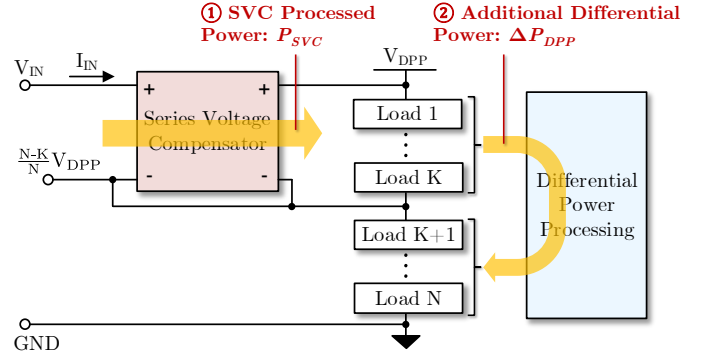 ① SVC Processed
Power: P_SVC
② Additional Differential
Power: ΔP_DPP
V_IN
I_IN
V_DPP
+
+
Series Voltage
Compensator
-
-
N-K/N V_DPP
Load 1
Load K
Load K+1
Load N
Differential
Power
Processing
GND